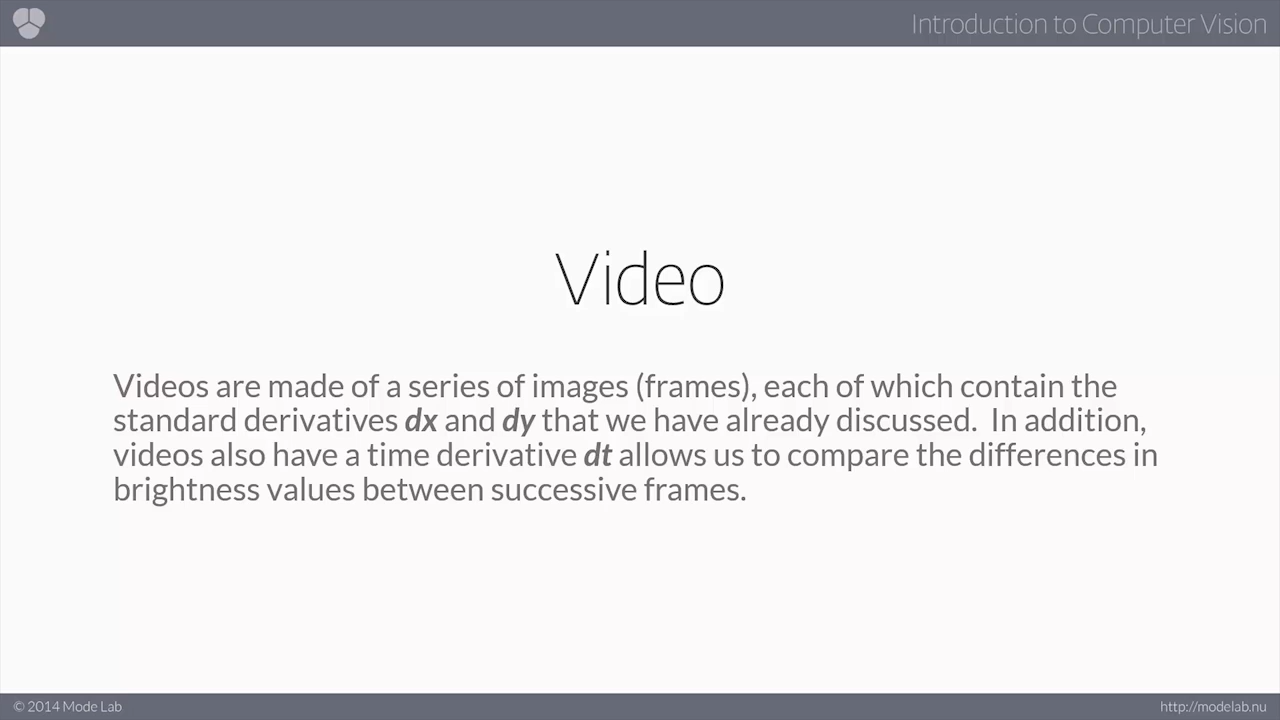 Introduction to Computer Vision
Video
Videos are made of a series of images (frames), each of which contain the
standard derivatives dx and dy that we have already discussed.  In addition,
videos also have a time derivative dt allows us to compare the differences in
brightness values between successive frames.
© 2014 Mode Lab
http://modelab.nu